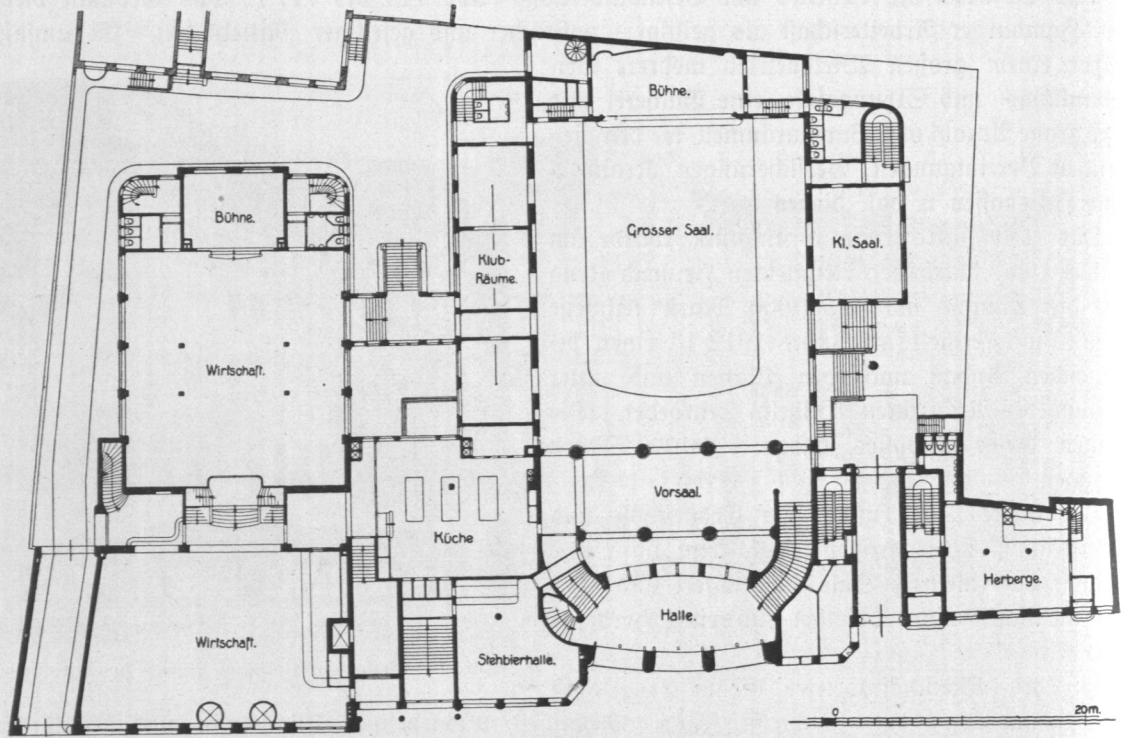 Bühne.
Bühne.
Grosser Saal.
Kl. Saal.
Klub-
Räume.
Wirtschaft.
Vorsaal.
Küche
Herberge.
Halle.
Wirtschaft.
Stehbierhalle.
0
20m.